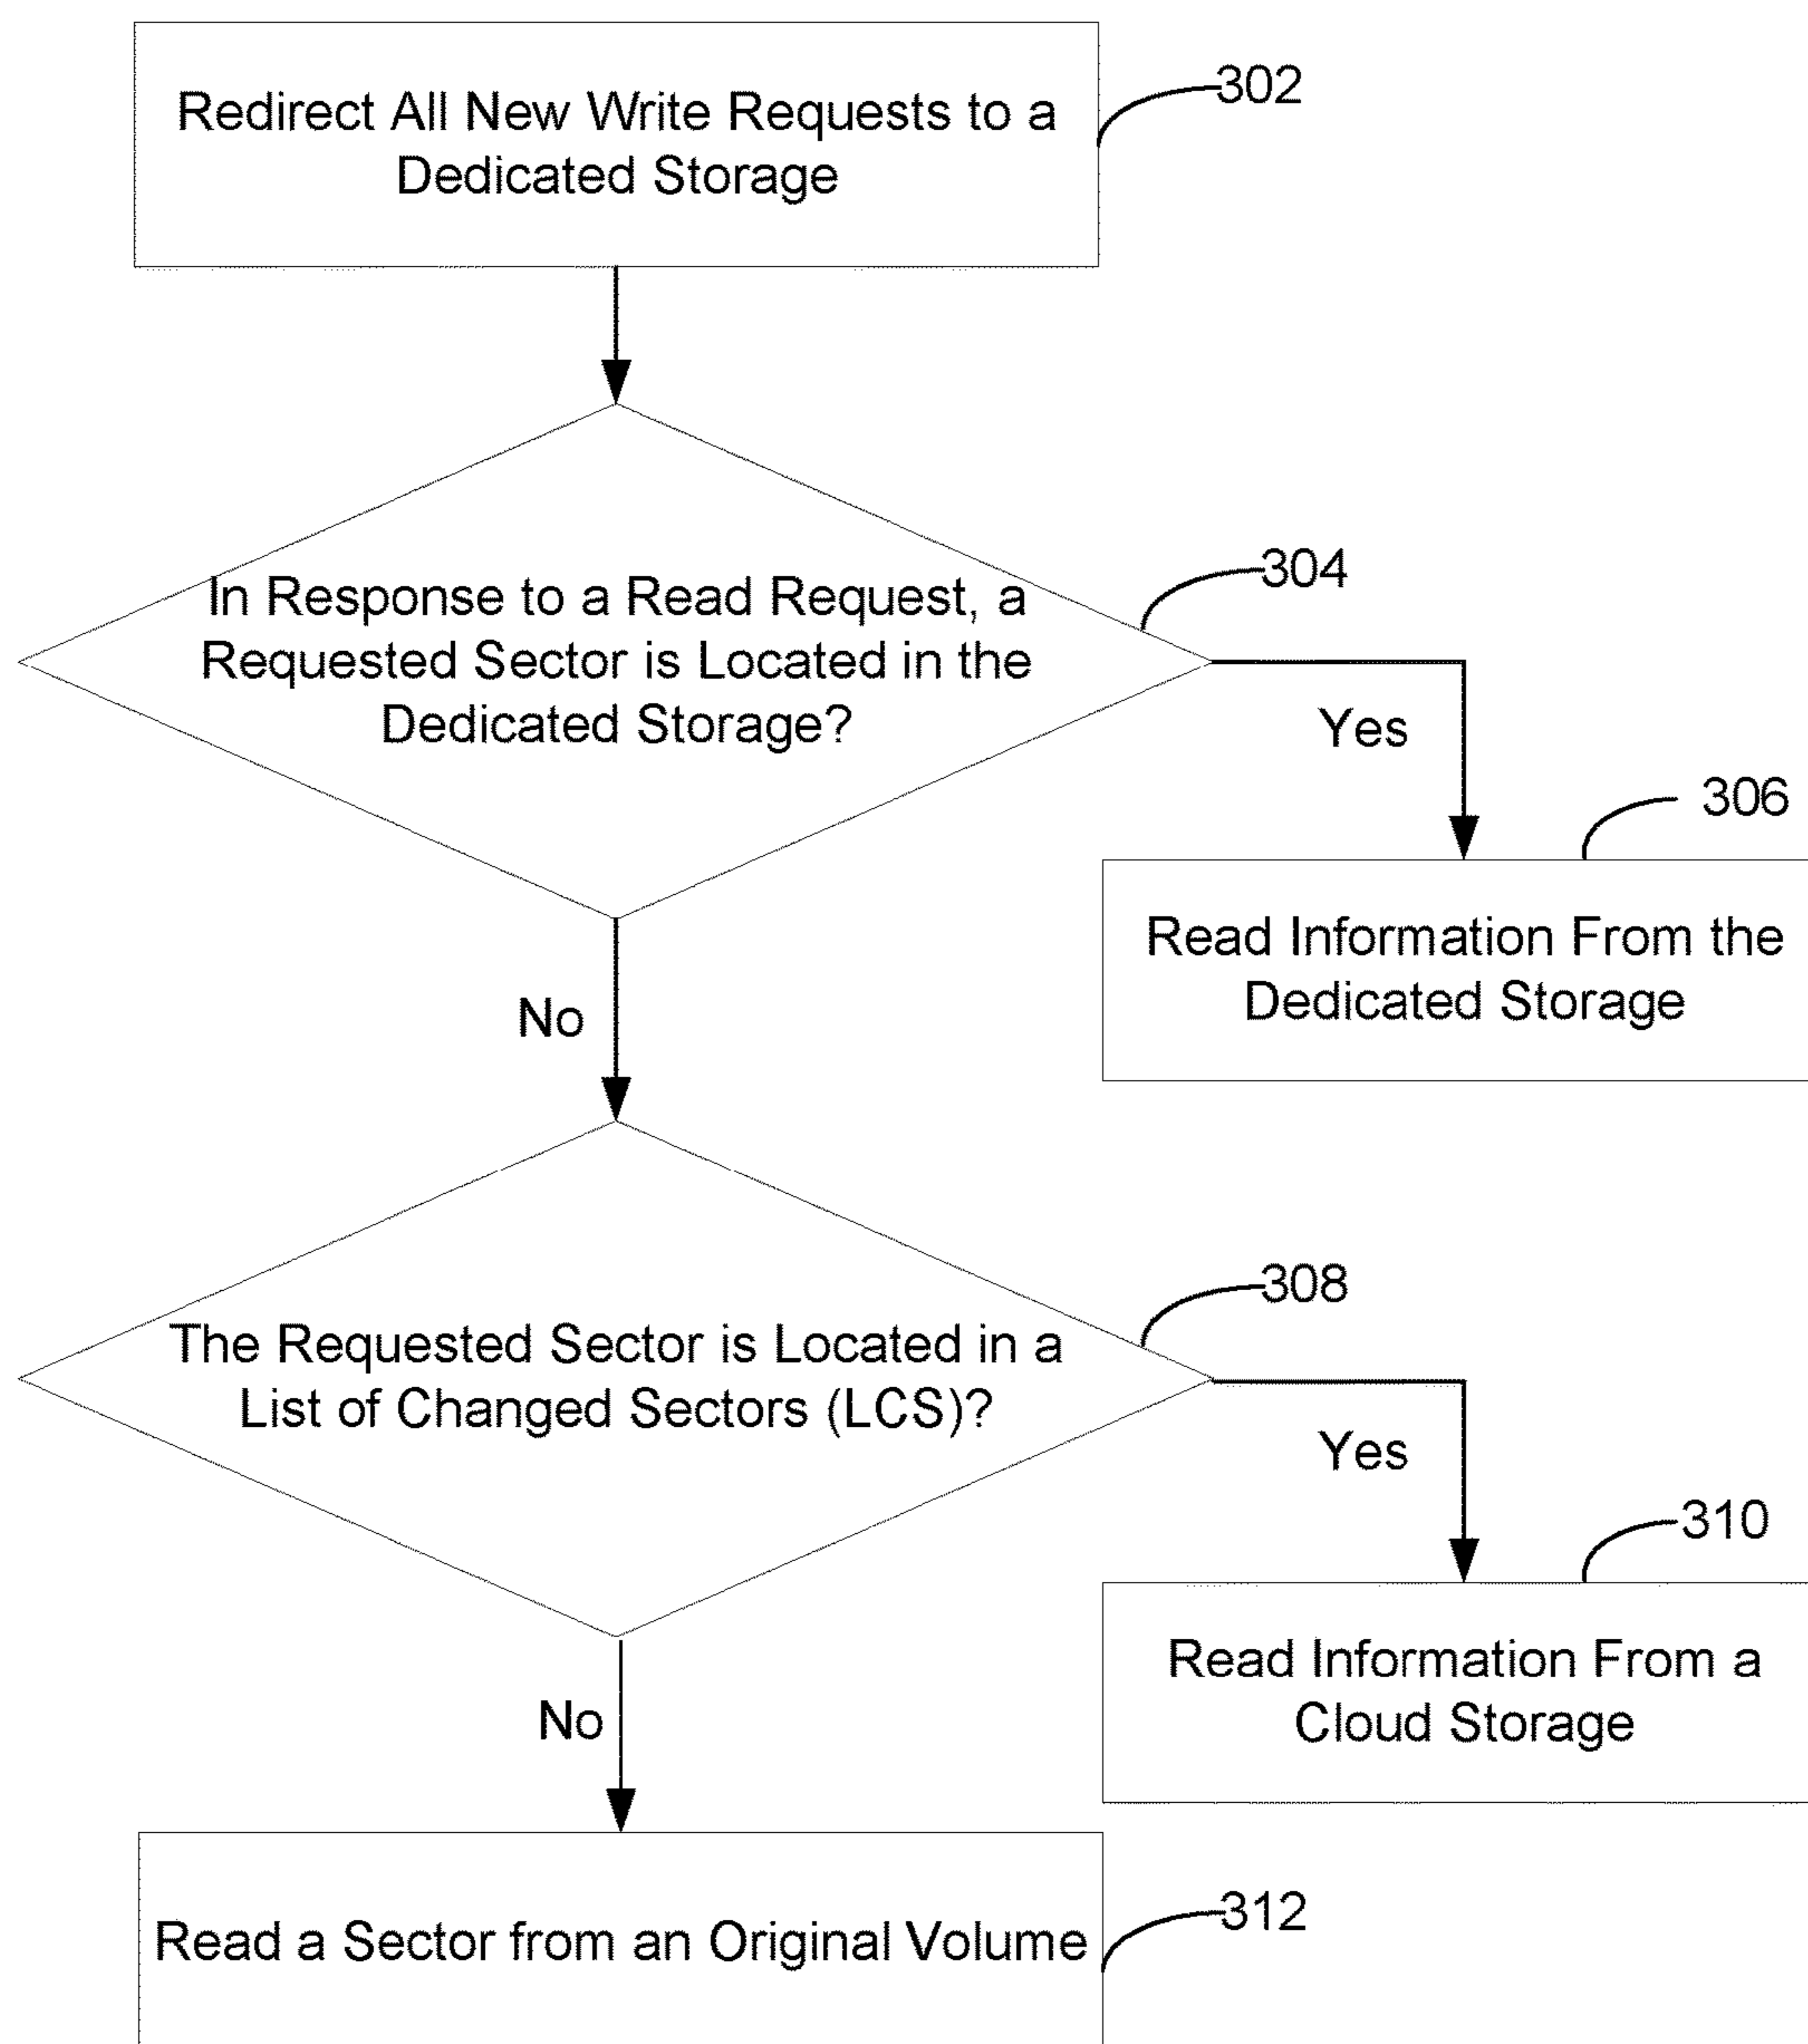 Redirect All New Write Requests to a
Dedicated Storage
302
In Response to a Read Request, a
Requested Sector is Located in the
Dedicated Storage?
304
Yes
306
Read Information From the
Dedicated Storage
No
The Requested Sector is Located in a
List of Changed Sectors (LCS)?
308
Yes
310
Read Information From a
Cloud Storage
No
Read a Sector from an Original Volume
312